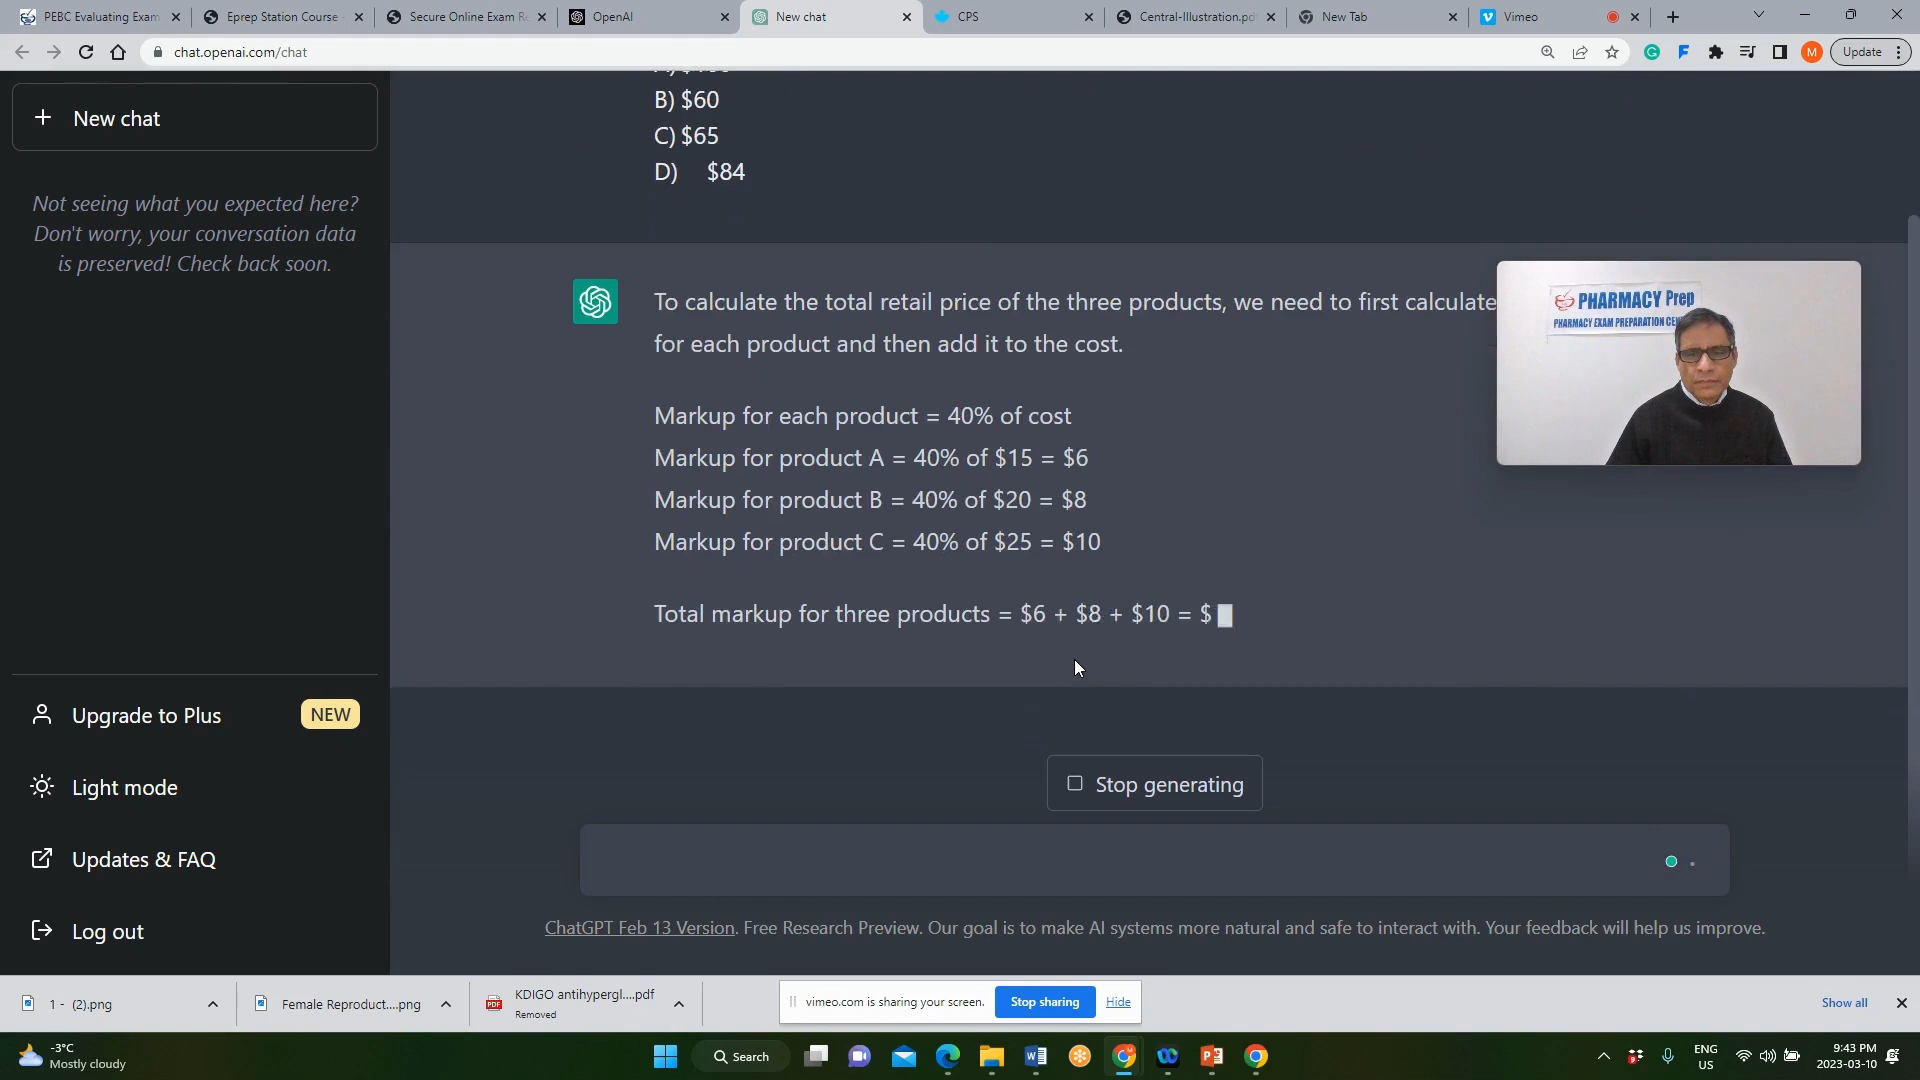 PEBC Evaluating Exam
Eprep Station Course
Secure Online Exam Re
OpenAI
New chat
CPS
Central-Illustration.pdf
New Tab
Vimeo
chat.openai.com/chat
M
Update
New chat
Not seeing what you expected here?
Don't worry, your conversation data
is preserved! Check back soon.
B) $60
C) $65
D) $84
To calculate the total retail price of the three products, we need to first calculate
for each product and then add it to the cost.
Markup for each product = 40% of cost
Markup for product A = 40% of $15 = $6
Markup for product B = 40% of $20 = $8
Markup for product C = 40% of $25 = $10
Total markup for three products = $6 + $8 + $10 = $
PHARMACY Prep
PHARMACY EXAM PREPARATION CEN
Upgrade to Plus NEW
Light mode
Updates & FAQ
Log out
Stop generating
ChatGPT Feb 13 Version. Free Research Preview. Our goal is to make AI systems more natural and safe to interact with. Your feedback will help us improve.
1 - (2).png
Female Reproduct....png
KDIGO antihypergl....pdf
Removed
vimeo.com is sharing your screen.
Stop sharing
Hide
Show all
-3°C
Mostly cloudy
Search
ENG
US
9:43 PM
2023-03-10